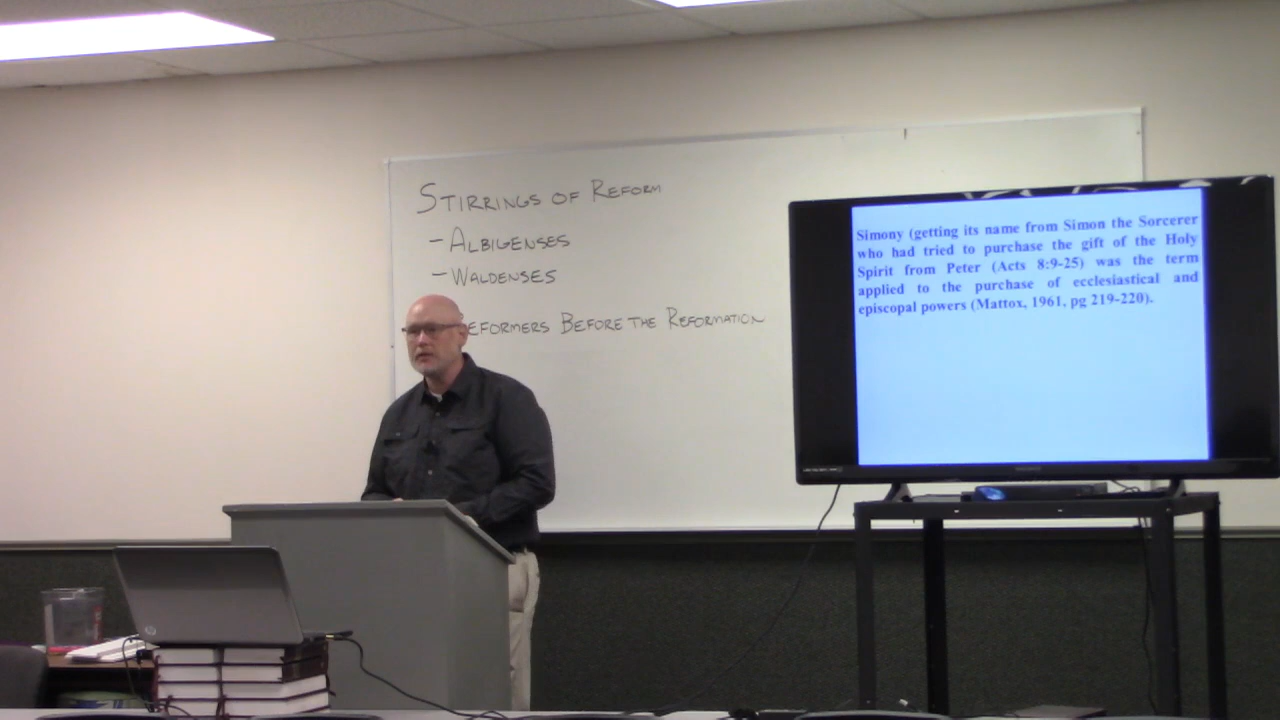 STIRRINGS OF REFORM
- ALBIGENSES
- WALDENSES
EFORMERS BEFORE THE REFORMATION
Simony (getting its name from Simon the Sorcerer
who had tried to purchase the gift of the Holy
Spirit from Peter (Acts 8:9-25) was the term
applied to the purchase of ecclesiastical and
episcopal powers (Mattox, 1961, pg 219-220).
hp